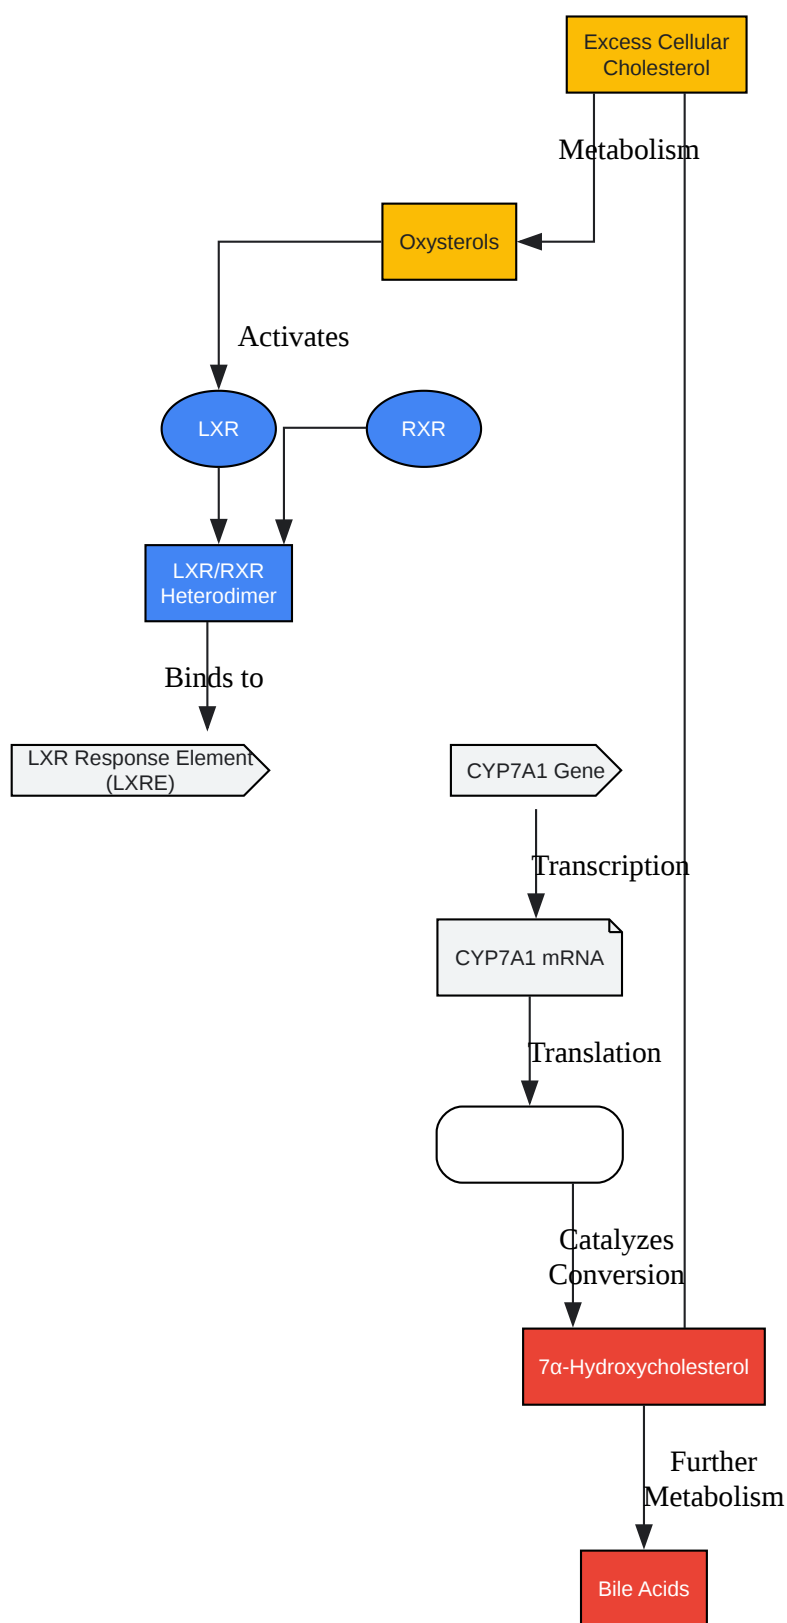 Excess Cellular
Cholesterol
Metabolism
Oxysterols
Activates
LXR
RXR
LXR/RXR
Heterodimer
Binds to
LXR Response Element
(LXRE)
CYP7A1 Gene
Transcription
CYP7A1 mRNA
Translation
Catalyzes
Conversion
7α-Hydroxycholesterol
Further
Metabolism
Bile Acids